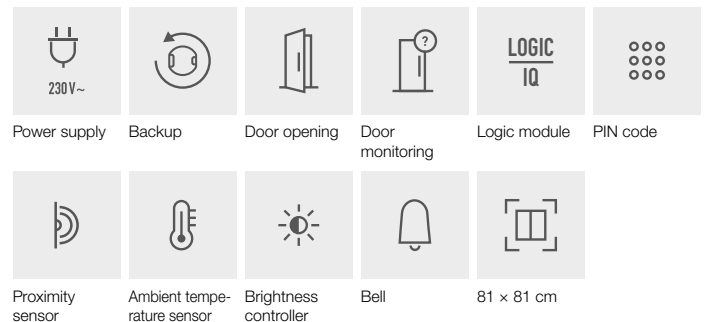 LOGIC
IQ
?
230 V~
Power supply
Backup
Door opening
Door
monitoring
Logic module
PIN code
Proximity
sensor
Ambient tempe-
rature sensor
Brightness
controller
Bell
81 × 81 cm